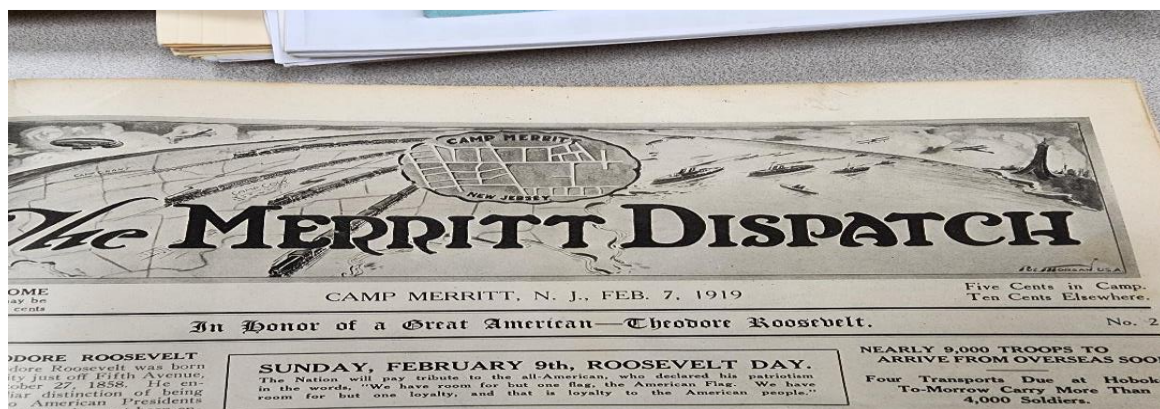 CAMP MERRITT
NEW JERSEY
The MERRITT DISPATCH
OME
ay be
cents
CAMP MERRITT, N. J., FEB. 7, 1919
Five Cents in Camp.
Ten Cents Elsewhere.
In Honor of a Great American—Theodore Roosevelt.
No. 2
ODORE ROOSEVELT
dore Roosevelt was born
ity just off Fifth Avenue,
tober 27, 1858. He en-
liar distinction of being
o American Presidents
SUNDAY, FEBRUARY 9th, ROOSEVELT DAY.
The Nation will pay tribute to the all-American, who declared his patriotism
in the words, "We have room for but one flag, the American Flag. We have
room for but one loyalty, and that is loyalty to the American people."
NEARLY 9,000 TROOPS TO
ARRIVE FROM OVERSEAS SOO
Four Transports Due at Hobok
To-Morrow Carry More Than
4,000 Soldiers.